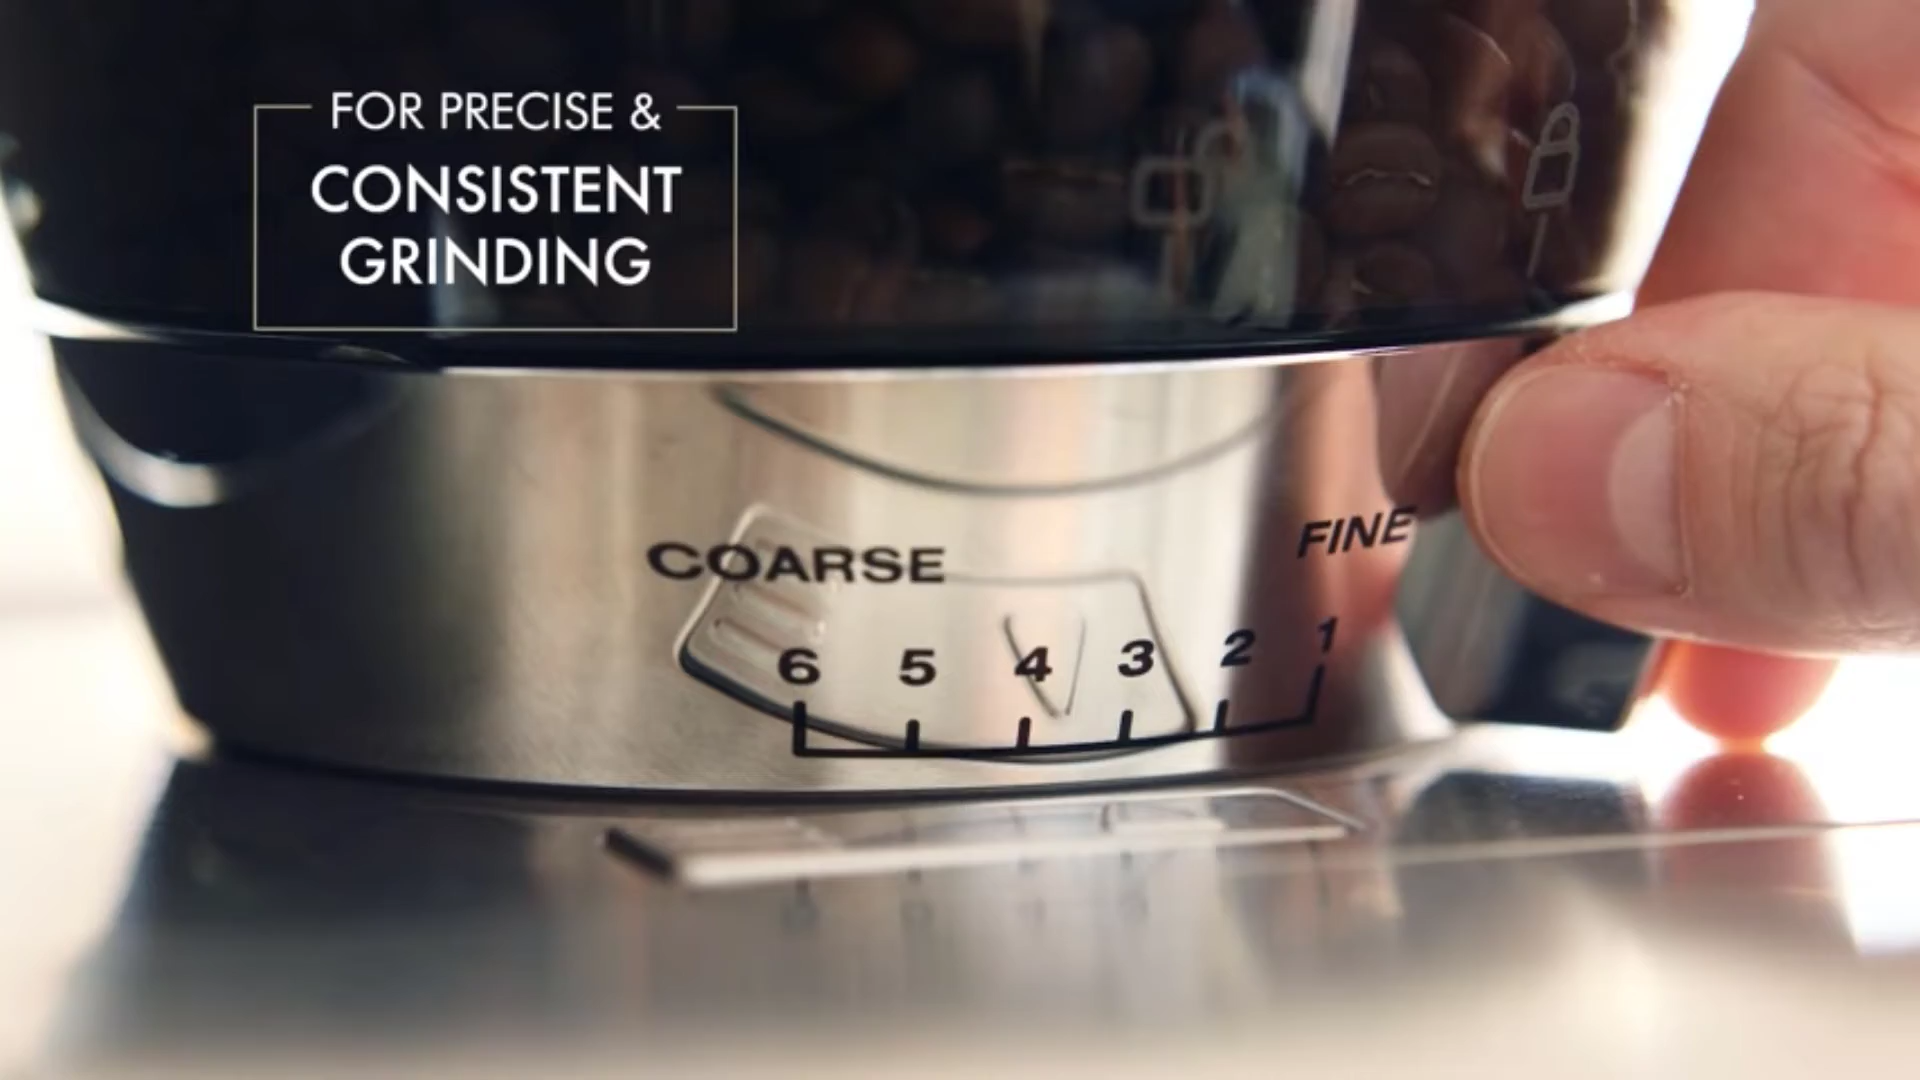 FOR PRECISE &
CONSISTENT
GRINDING
COARSE
FINE
6 5 4 3 2 1